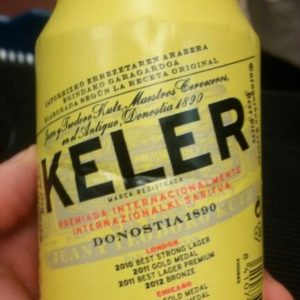 JATORRIZKO ERREZETAREN ARABERA
EGINDAKO GARAGARDOA
ELABORADA SEGÚN LA RECETA ORIGINAL
Juan y Teodoro Kutz, Maestros Cerveceros,
en el Antiguo, Donostia 1890
KELER
MARCA REGISTRADA
PREMIADA INTERNACIONALMENTE
INTERNAZIONALKI SARITUA
DONOSTIA 1890
LONDON
2010 BEST STRONG LAGER
2011 GOLD MEDAL
2011 BEST LAGER PREMIUM
2012 BRONZE
CHICAGO
GOLD MEDAL
MEDAL